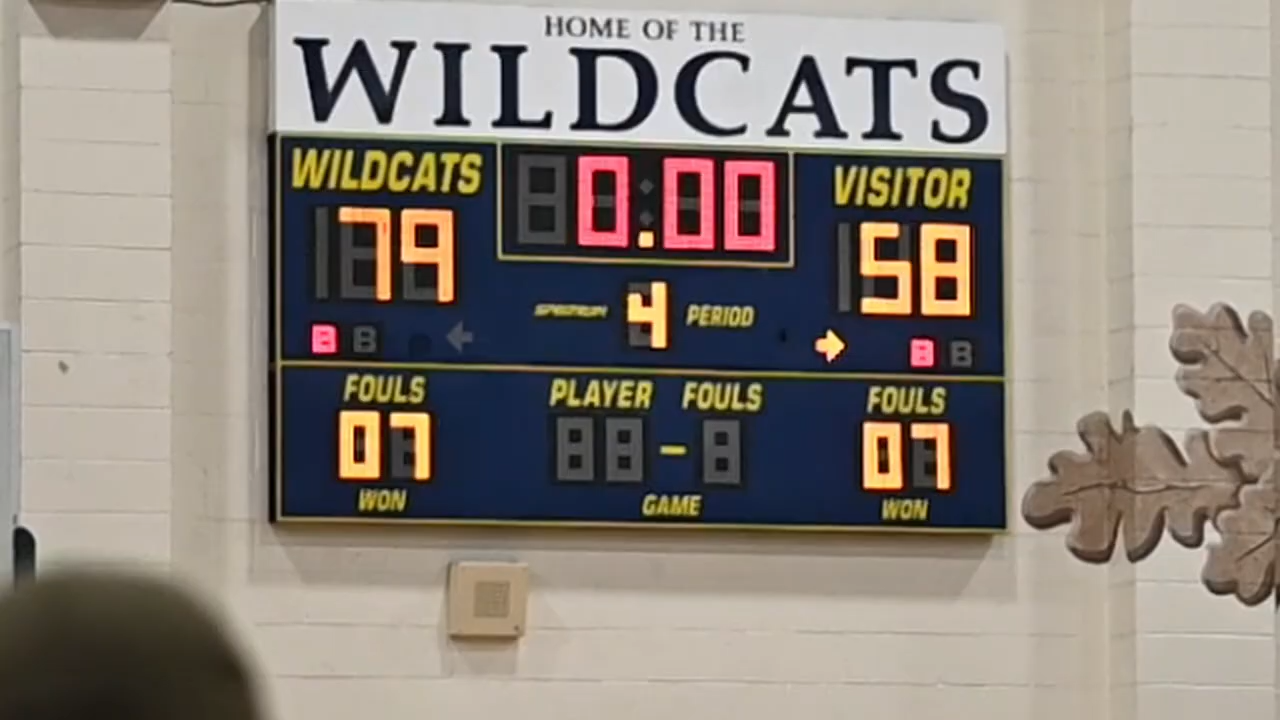 HOME OF THE
WILDCATS
WILDCATS 0.00 VISITOR
79 58
SPECTRUM 4 PERIOD
B B B B
FOULS PLAYER FOULS FOULS
07 - 07
WON GAME WON